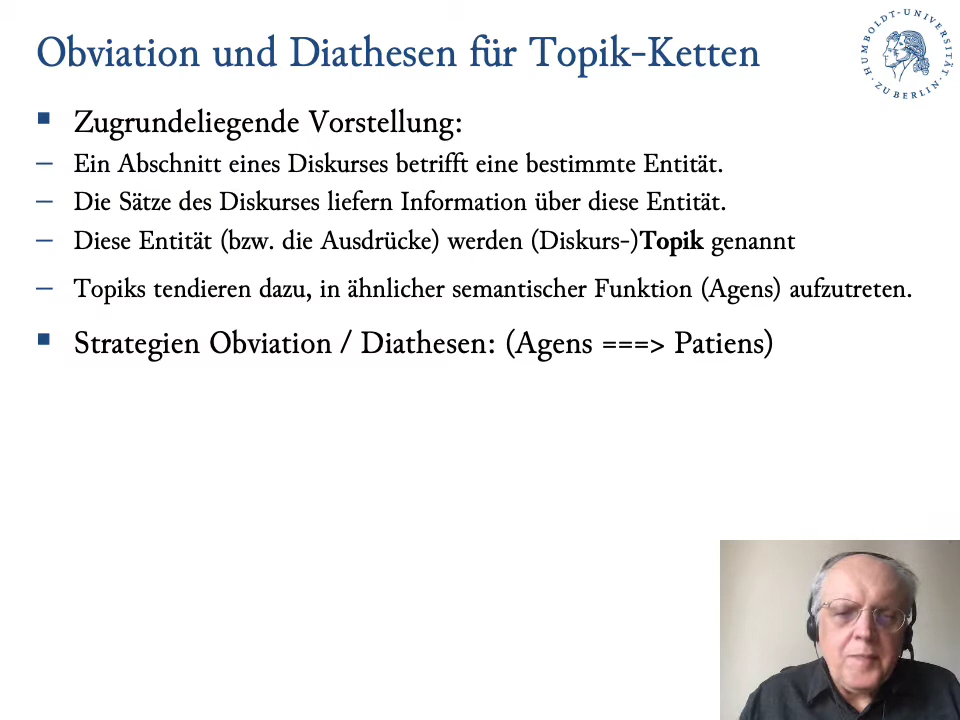 Obviation und Diathesen für Topik-Ketten
HUMBOLDT-UNIVERSITÄT
ZU BERLIN
Zugrundeliegende Vorstellung:
– Ein Abschnitt eines Diskurses betrifft eine bestimmte Entität.
– Die Sätze des Diskurses liefern Information über diese Entität.
– Diese Entität (bzw. die Ausdrücke) werden (Diskurs-)Topik genannt
– Topiks tendieren dazu, in ähnlicher semantischer Funktion (Agens) aufzutreten.
Strategien Obviation / Diathesen: (Agens ===> Patiens)